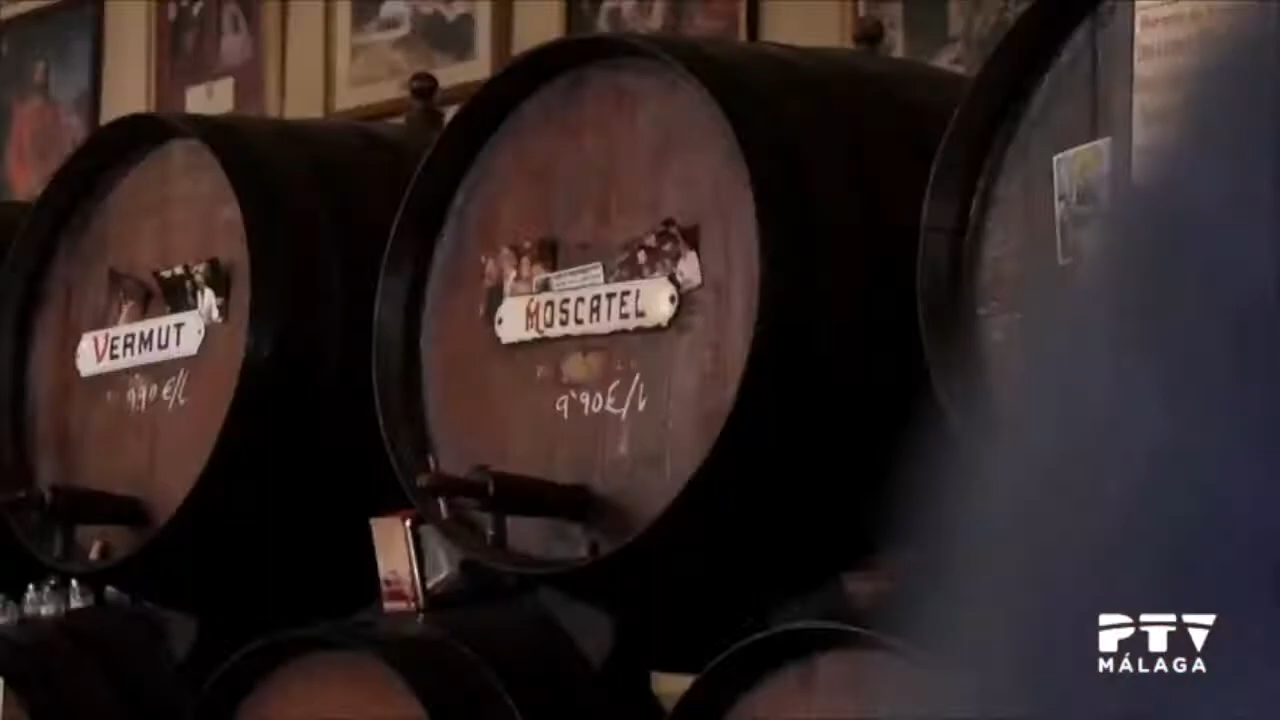 VERMUT
9'90 €/L
MOSCATEL
9'90€/L
PTV
MÁLAGA